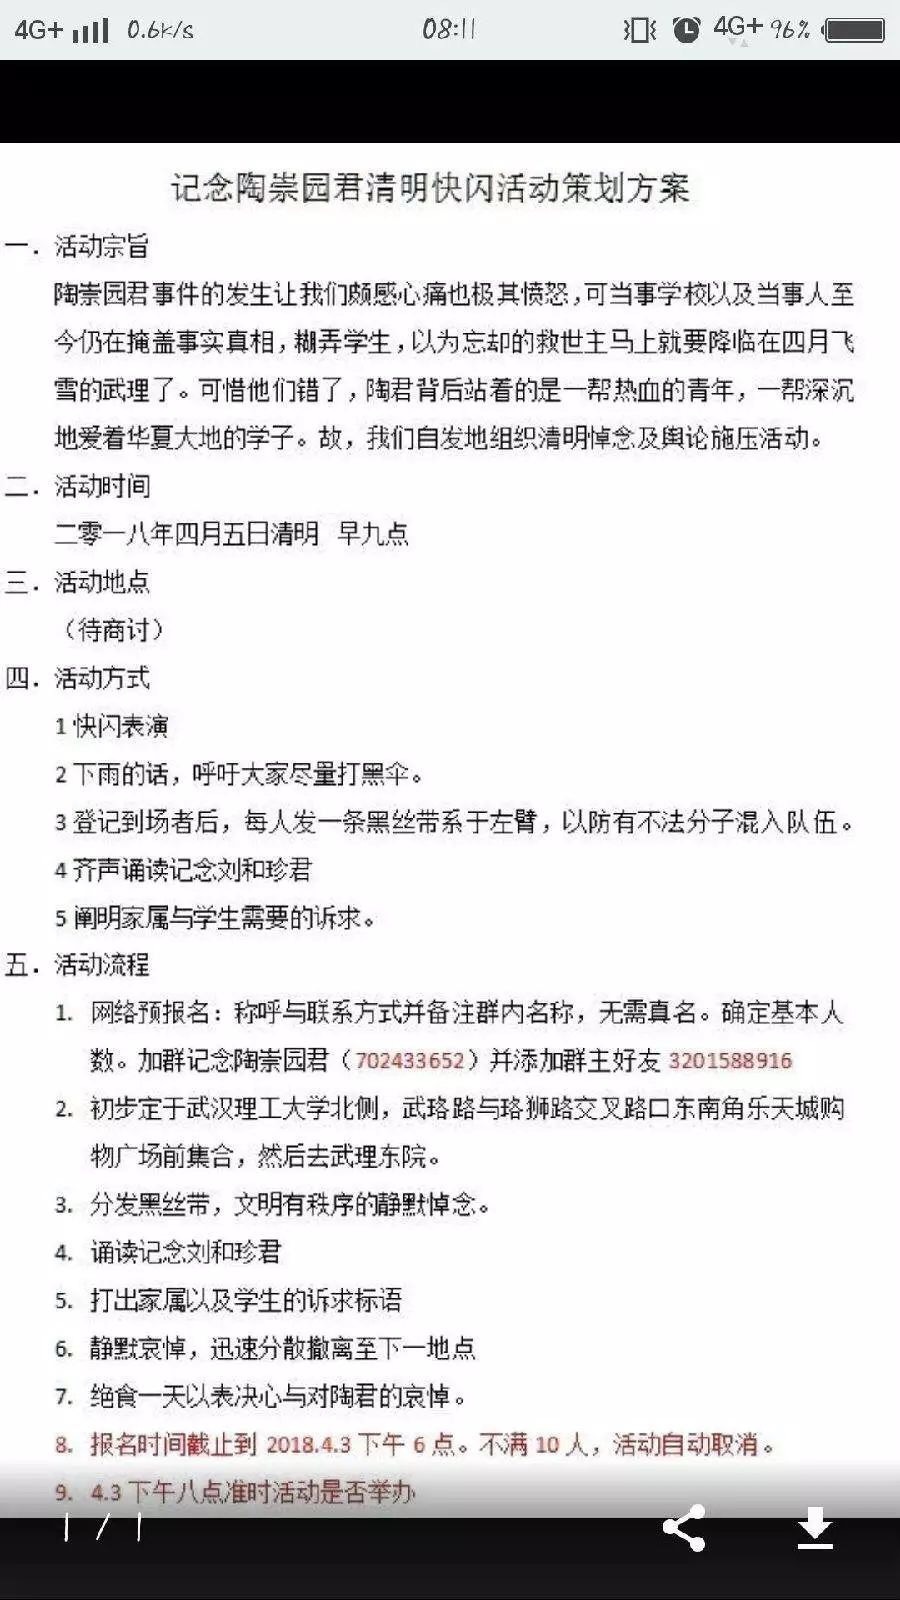 4G+ 0.6k/s 08:11 4G+ 96%
记念陶崇园君清明快闪活动策划方案
一. 活动宗旨
陶崇园君事件的发生让我们颇感心痛也极其愤怒,可当事学校以及当事人至
今仍在掩盖事实真相,糊弄学生,以为忘却的救世主马上就要降临在四月飞
雪的武理了。可惜他们错了,陶君背后站着的是一帮热血的青年,一帮深沉
地爱着华夏大地的学子。故,我们自发地组织清明悼念及舆论施压活动。
二. 活动时间
二零一八年四月五日清明 早九点
三. 活动地点
(待商讨)
四. 活动方式
1 快闪表演
2 下雨的话,呼吁大家尽量打黑伞。
3 登记到场者后,每人发一条黑丝带系于左臂,以防有不法分子混入队伍。
4 齐声诵读记念刘和珍君
5 阐明家属与学生需要的诉求。
五. 活动流程
1. 网络预报名:称呼与联系方式并备注群内名称,无需真名。确定基本人
数。加群记念陶崇园君(702433652)并添加群主好友 3201588916
2. 初步定于武汉理工大学北侧,武珞路与珞狮路交叉路口东南角乐天城购
物广场前集合,然后去武理东院。
3. 分发黑丝带,文明有秩序的静默悼念。
4. 诵读记念刘和珍君
5. 打出家属以及学生的诉求标语
6. 静默哀悼,迅速分散撤离至下一地点
7. 绝食一天以表决心与对陶君的哀悼。
8. 报名时间截止到 2018.4.3 下午 6 点。不满 10 人,活动自动取消。
9. 4.3 下午八点准时活动是否举办
1 / 1